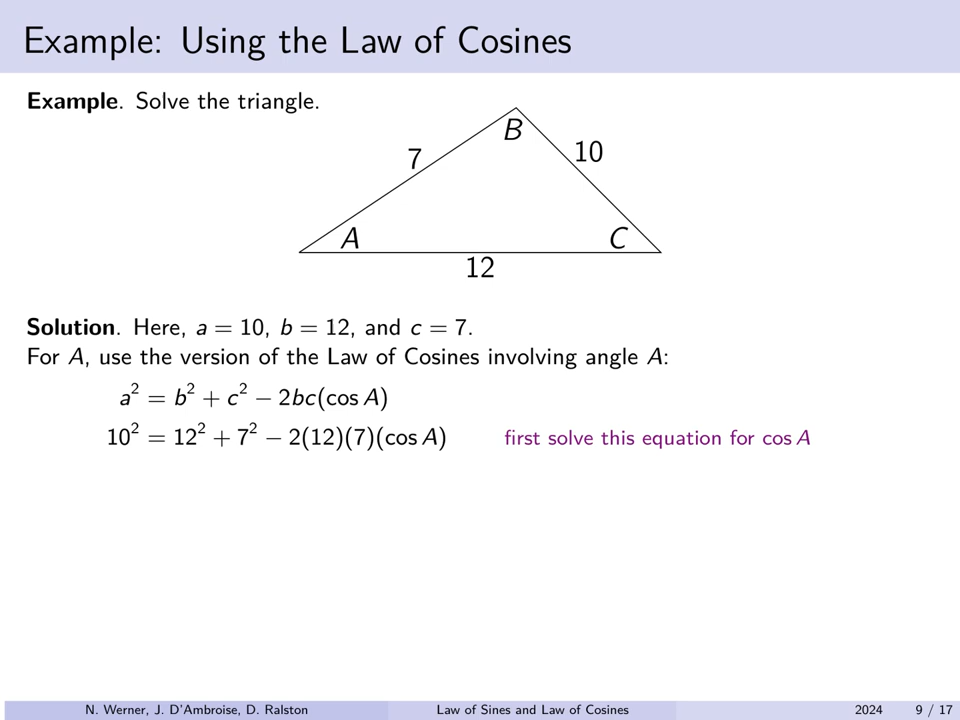 Example: Using the Law of Cosines
Example. Solve the triangle.
B
7
10
A
C
12
Solution. Here, a = 10, b = 12, and c = 7.
For A, use the version of the Law of Cosines involving angle A:
a² = b² + c² − 2bc(cos A)
10² = 12² + 7² − 2(12)(7)(cos A) first solve this equation for cos A
N. Werner, J. D'Ambroise, D. Ralston Law of Sines and Law of Cosines 2024 9 / 17